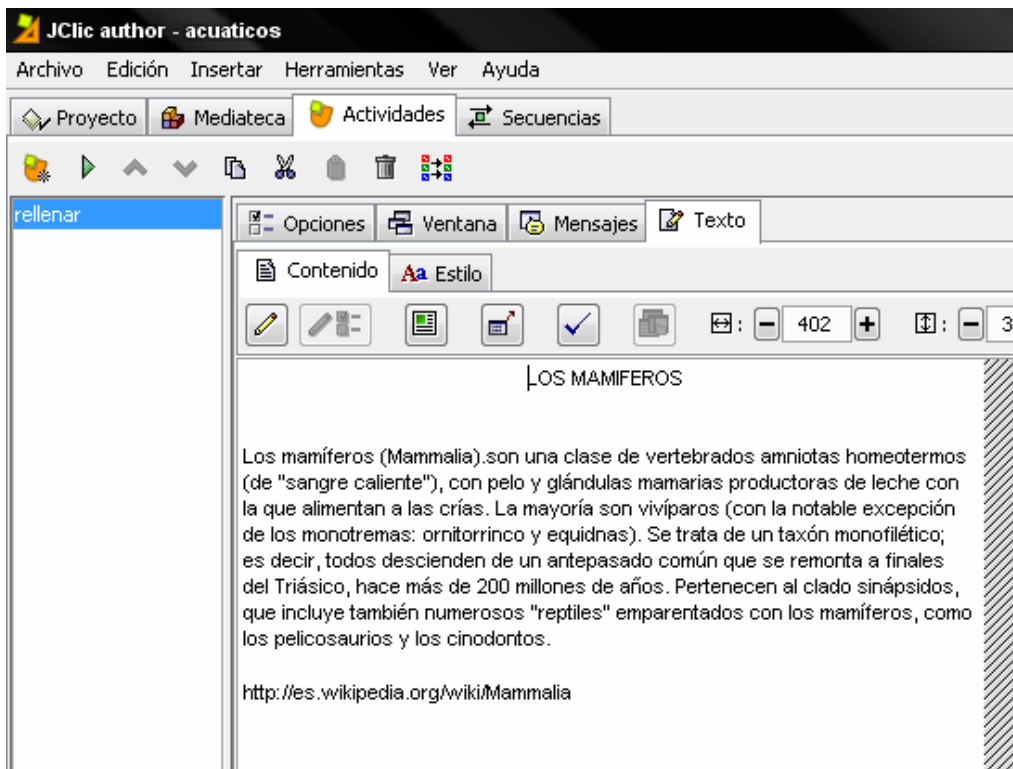 JClic author - acuaticos
Archivo Edición Insertar Herramientas Ver Ayuda
Proyecto Mediateca Actividades Secuencias
rellenar
Opciones Ventana Mensajes Texto
Contenido Aa Estilo
: 402 : 3
LOS MAMIFEROS
Los mamíferos (Mammalia).son una clase de vertebrados amniotas homeotermos
(de "sangre caliente"), con pelo y glándulas mamarias productoras de leche con
la que alimentan a las crías. La mayoría son vivíparos (con la notable excepción
de los monotremas: ornitorrinco y equidnas). Se trata de un taxón monofilético;
es decir, todos descienden de un antepasado común que se remonta a finales
del Triásico, hace más de 200 millones de años. Pertenecen al clado sinápsidos,
que incluye también numerosos "reptiles" emparentados con los mamíferos, como
los pelicosaurios y los cinodontos.
http://es.wikipedia.org/wiki/Mammalia